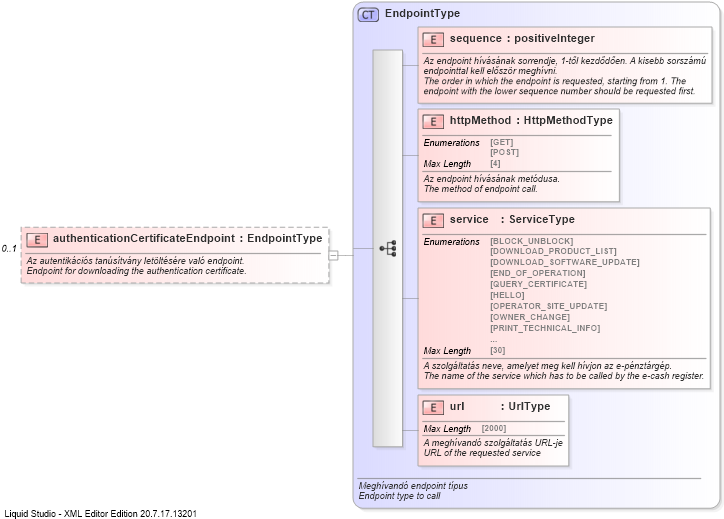 CT EndpointType
E sequence : positiveInteger
Az endpoint hívásának sorrendje, 1-től kezdődően. A kisebb sorszámú
endpointtal kell először meghívni.
The order in which the endpoint is requested, starting from 1. The
endpoint with the lower sequence number should be requested first.
E httpMethod : HttpMethodType
Enumerations [GET]
[POST]
Max Length [4]
Az endpoint hívásának metódusa.
The method of endpoint call.
0..1
E authenticationCertificateEndpoint : EndpointType
Az autentikációs tanúsítvány letöltésére való endpoint.
Endpoint for downloading the authentication certificate.
E service : ServiceType
Enumerations [BLOCK_UNBLOCK]
[DOWNLOAD_PRODUCT_LIST]
[DOWNLOAD_SOFTWARE_UPDATE]
[END_OF_OPERATION]
[QUERY_CERTIFICATE]
[HELLO]
[OPERATOR_SITE_UPDATE]
[OWNER_CHANGE]
[PRINT_TECHNICAL_INFO]
...
Max Length [30]
A szolgáltatás neve, amelyet meg kell hívjon az e-pénztárgép.
The name of the service which has to be called by the e-cash register.
E url : UrlType
Max Length [2000]
A meghívandó szolgáltatás URL-je
URL of the requested service
Meghívandó endpoint típus
Endpoint type to call
Liquid Studio - XML Editor Edition 20.7.17.13201